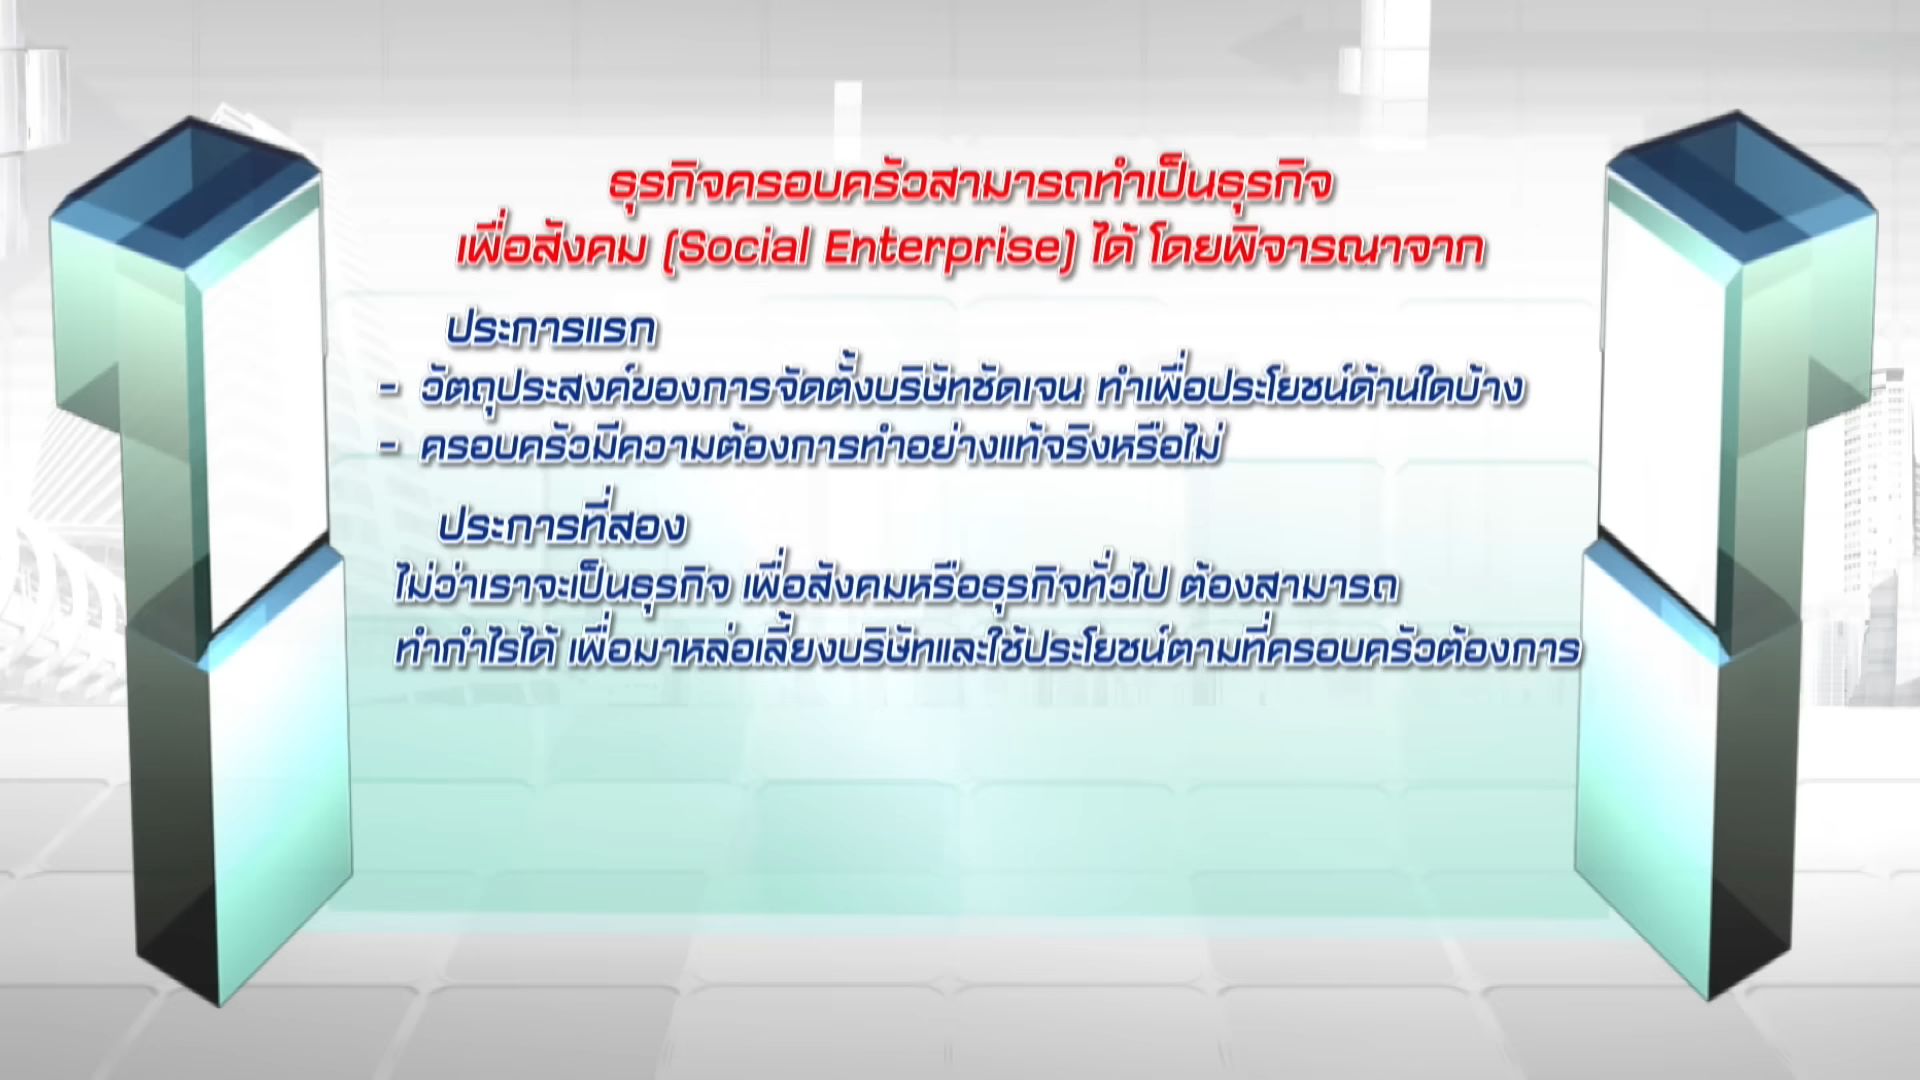 ธุรกิจครอบครัวสามารถทำเป็นธุรกิจ
เพื่อสังคม (Social Enterprise) ได้ โดยพิจารณาจาก
ประการแรก
- วัตถุประสงค์ของการจัดตั้งบริษัทชัดเจน ทำเพื่อประโยชน์ด้านใดบ้าง
- ครอบครัวมีความต้องการทำอย่างแท้จริงหรือไม่
ประการที่สอง
ไม่ว่าเราจะเป็นธุรกิจ เพื่อสังคมหรือธุรกิจทั่วไป ต้องสามารถ
ทำกำไรได้ เพื่อมาหล่อเลี้ยงบริษัทและใช้ประโยชน์ตามที่ครอบครัวต้องการ